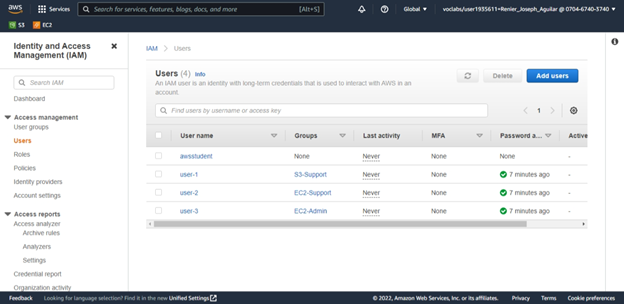 aws
Services
Search for services, features, blogs, docs, and more
[Alt+S]
Global
voclabs/user1935611=Renier_Joseph_Aguilar @ 0704-6740-3740
S3
EC2
Identity and Access
Management (IAM)
Search IAM
Dashboard
Access management
User groups
Users
Roles
Policies
Identity providers
Account settings
Access reports
Access analyzer
Archive rules
Analyzers
Settings
Credential report
Organization activity
IAM > Users
Users (4) Info
An IAM user is an identity with long-term credentials that is used to interact with AWS in an
account.
Delete
Add users
Find users by username or access key
1
User name Groups Last activity MFA Password a... Active
awsstudent None Never None None -
user-1 S3-Support Never None 7 minutes ago -
user-2 EC2-Support Never None 7 minutes ago -
user-3 EC2-Admin Never None 7 minutes ago -
Feedback Looking for language selection? Find it in the new Unified Settings © 2022, Amazon Web Services, Inc. or its affiliates. Privacy Terms Cookie preferences